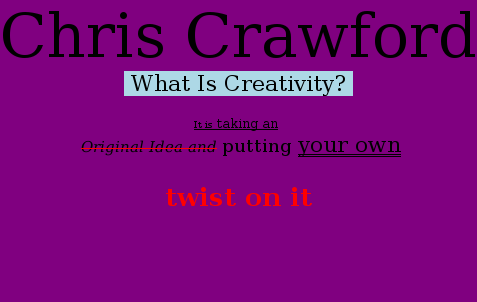 Chris Crawford
What Is Creativity?
It is taking an
Original Idea and putting your own
twist on it